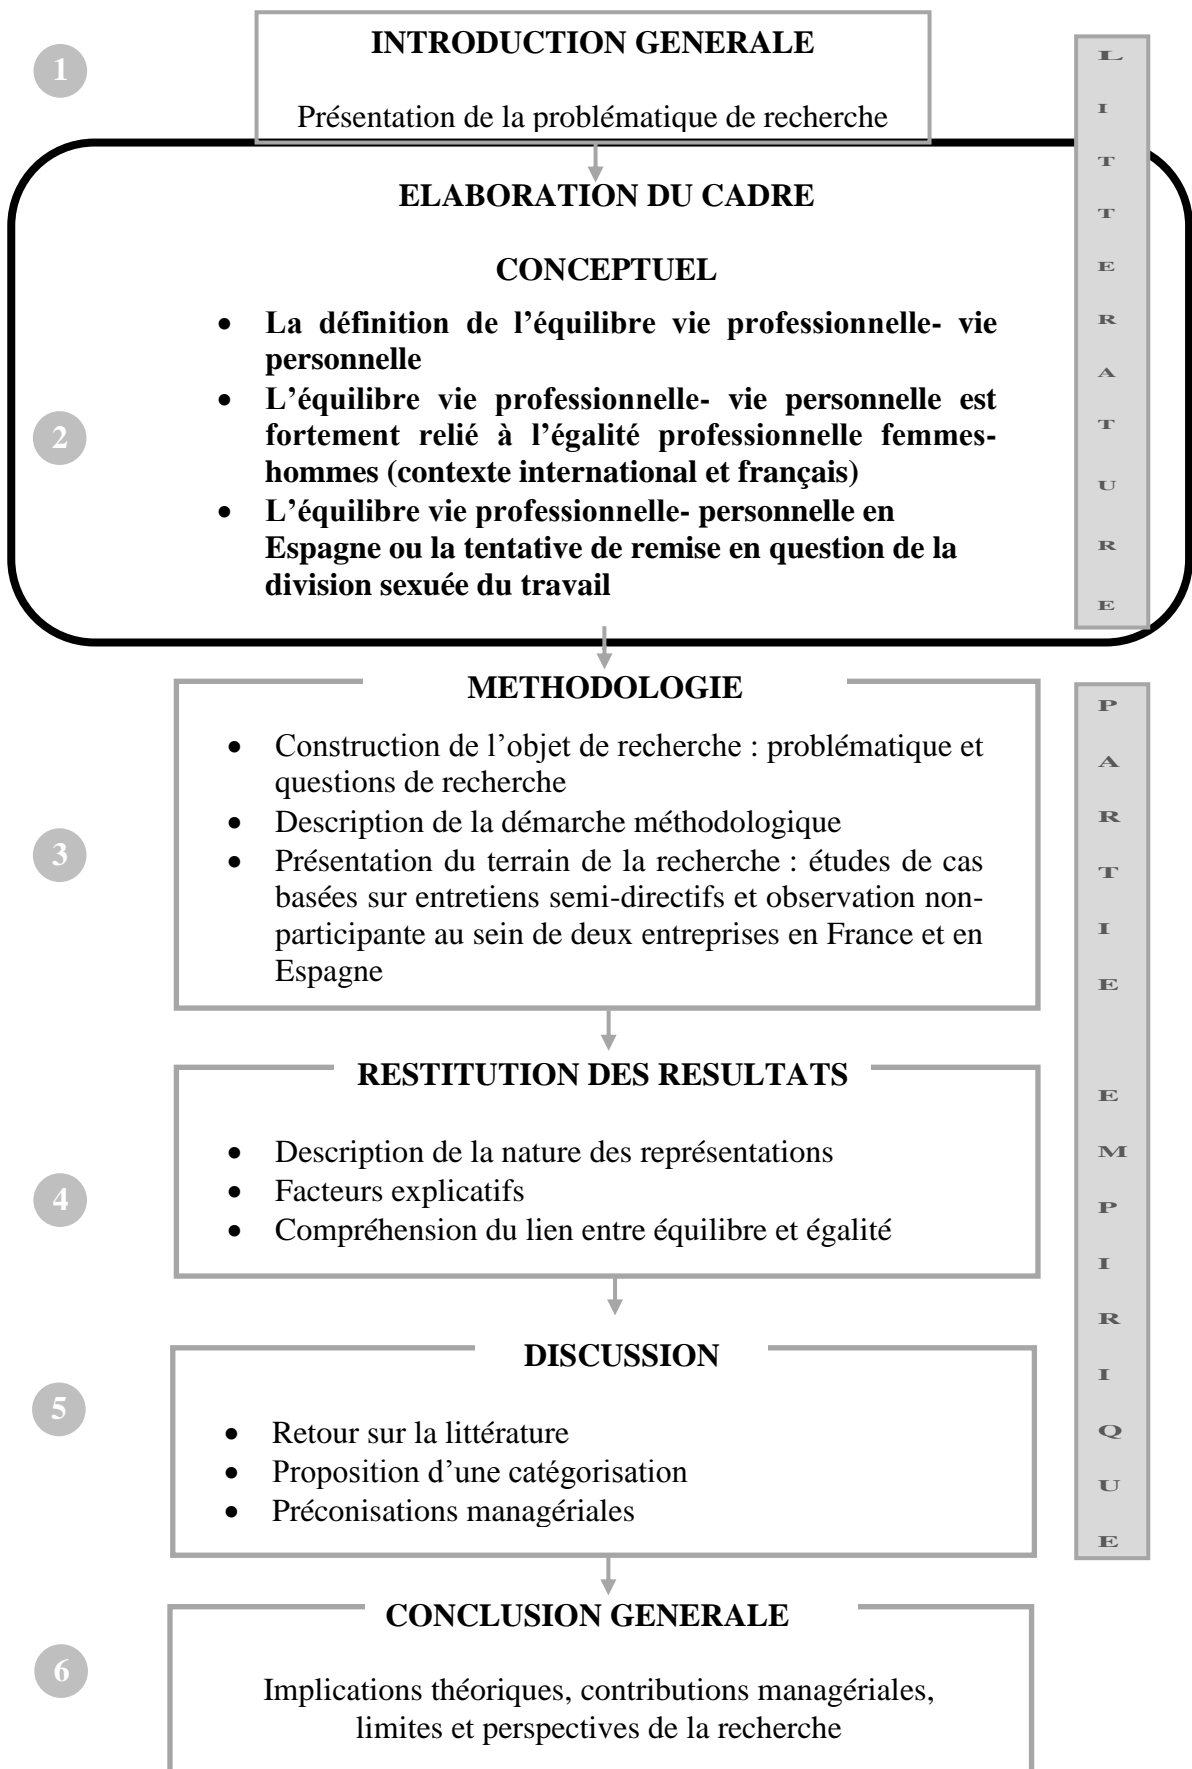 1
INTRODUCTION GENERALE
Présentation de la problématique de recherche
ELABORATION DU CADRE
CONCEPTUEL
2
• La définition de l’équilibre vie professionnelle- vie
personnelle
• L’équilibre vie professionnelle- vie personnelle est
fortement relié à l’égalité professionnelle femmes-
hommes (contexte international et français)
• L’équilibre vie professionnelle- personnelle en
Espagne ou la tentative de remise en question de la
division sexuée du travail
L
I
T
T
E
R
A
T
U
R
E
METHODOLOGIE
3
• Construction de l’objet de recherche : problématique et
questions de recherche
• Description de la démarche méthodologique
• Présentation du terrain de la recherche : études de cas
basées sur entretiens semi-directifs et observation non-
participante au sein de deux entreprises en France et en
Espagne
RESTITUTION DES RESULTATS
4
• Description de la nature des représentations
• Facteurs explicatifs
• Compréhension du lien entre équilibre et égalité
DISCUSSION
5
• Retour sur la littérature
• Proposition d’une catégorisation
• Préconisations managériales
P
A
R
T
I
E
E
M
P
I
R
I
Q
U
E
CONCLUSION GENERALE
6
Implications théoriques, contributions managériales,
limites et perspectives de la recherche